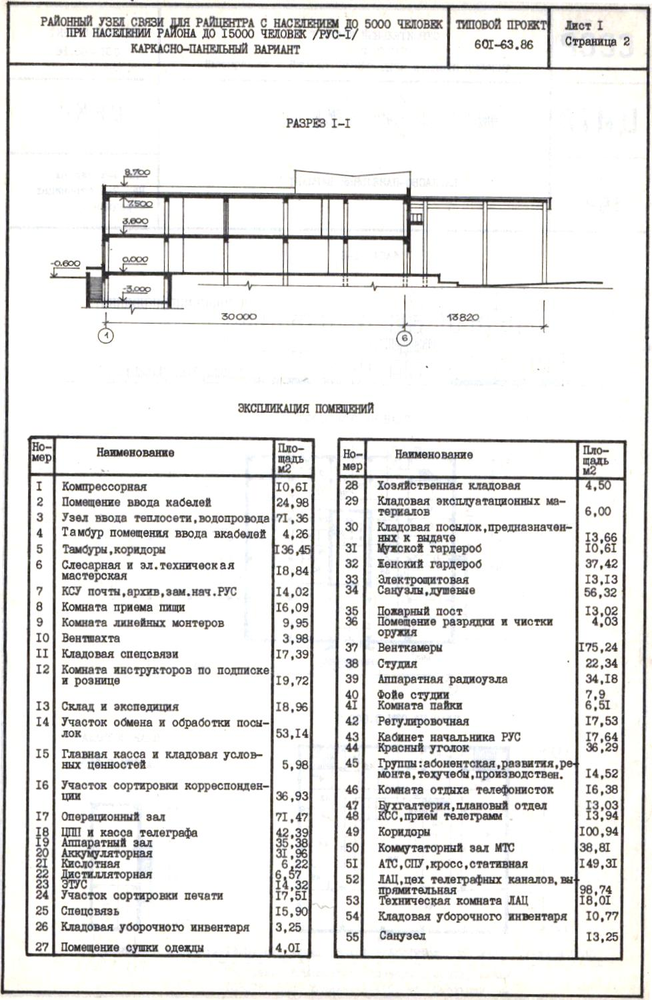 РАЙОННЫЙ УЗЕЛ СВЯЗИ ДЛЯ РАЙЦЕНТРА С НАСЕЛЕНИЕМ ДО 5000 ЧЕЛОВЕК
ПРИ НАСЕЛЕНИИ РАЙОНА ДО I5000 ЧЕЛОВЕК /РУС-I/
КАРКАСНО-ПАНЕЛЬНЫЙ ВАРИАНТ
ТИПОВОЙ ПРОЕКТ
60I-63.86
Лист I
Страница 2
РАЗРЕЗ I-I
8.700
7.500
3.600
-0.600
0.000
-3.000
30000
13820
1
6
ЭКСПЛИКАЦИЯ ПОМЕЩЕНИЙ
Но-
мер
Наименование
Пло-
щадь
м2
I Компрессорная I0,6I
2 Помещение ввода кабелей 24,98
3 Узел ввода теплосети,водопровода 7I,36
4 Тамбур помещения ввода вкабелей 4,26
5 Тамбуры,коридоры I36,45
6 Слесарная и эл.техническая
мастерская I8,84
7 КСУ почты,архив,зам.нач.РУС I4,02
8 Комната приема пищи I6,09
9 Комната линейных монтеров 9,95
I0 Вентшахта 3,98
II Кладовая спецсвязи I7,39
I2 Комната инструкторов по подписке
и рознице I9,72
I3 Склад и экспедиция I8,96
I4 Участок обмена и обработки посы-
лок 53,I4
I5 Главная касса и кладовая услов-
ных ценностей 5,98
I6 Участок сортировки корреспонден-
ции 36,93
I7 Операционный зал 7I,47
I8 ЦПП и касса телеграфа 42,39
I9 Аппаратный зал 35,38
20 Аккумуляторная 3I,96
2I Кислотная 6,22
22 Дистилляторная 6,57
23 ЭТУС I4,32
24 Участок сортировки печати I7,5I
25 Спецсвязь I5,90
26 Кладовая уборочного инвентаря 3,25
27 Помещение сушки одежды 4,0I
Но-
мер
Наименование
Пло-
щадь
м2
28 Хозяйственная кладовая 4,50
29 Кладовая эксплуатационных ма-
териалов 6,00
30 Кладовая посылок,предназначен-
ных к выдаче I3,66
3I Мужской гардероб I0,6I
32 Женский гардероб 37,42
33 Электрощитовая I3,I3
34 Санузлы,душевые 56,32
35 Пожарный пост I3,02
36 Помещение разрядки и чистки 4,03
оружия
37 Венткамеры I75,24
38 Студия 22,34
39 Аппаратная радиоузла 34,I8
40 Фойе студии 7,9
4I Комната пайки 6,5I
42 Регулировочная I7,53
43 Кабинет начальника РУС I7,64
44 Красный уголок 36,29
45 Группы:абонентская,развития,ре-
монта,техучебы,производствен. I4,52
46 Комната отдыха телефонисток I6,38
47 Бухгалтерия,плановый отдел I3,03
48 КСС,прием телеграмм I3,94
49 Коридоры I00,94
50 Коммутаторный зал МТС 38,8I
5I АТС,СПУ,кросс,стативная I49,3I
52 ЛАЦ,цех телеграфных каналов,вы-
прямительная 98,74
53 Техническая комната ЛАЦ I8,0I
54 Кладовая уборочного инвентаря I0,77
55 Санузел I3,25